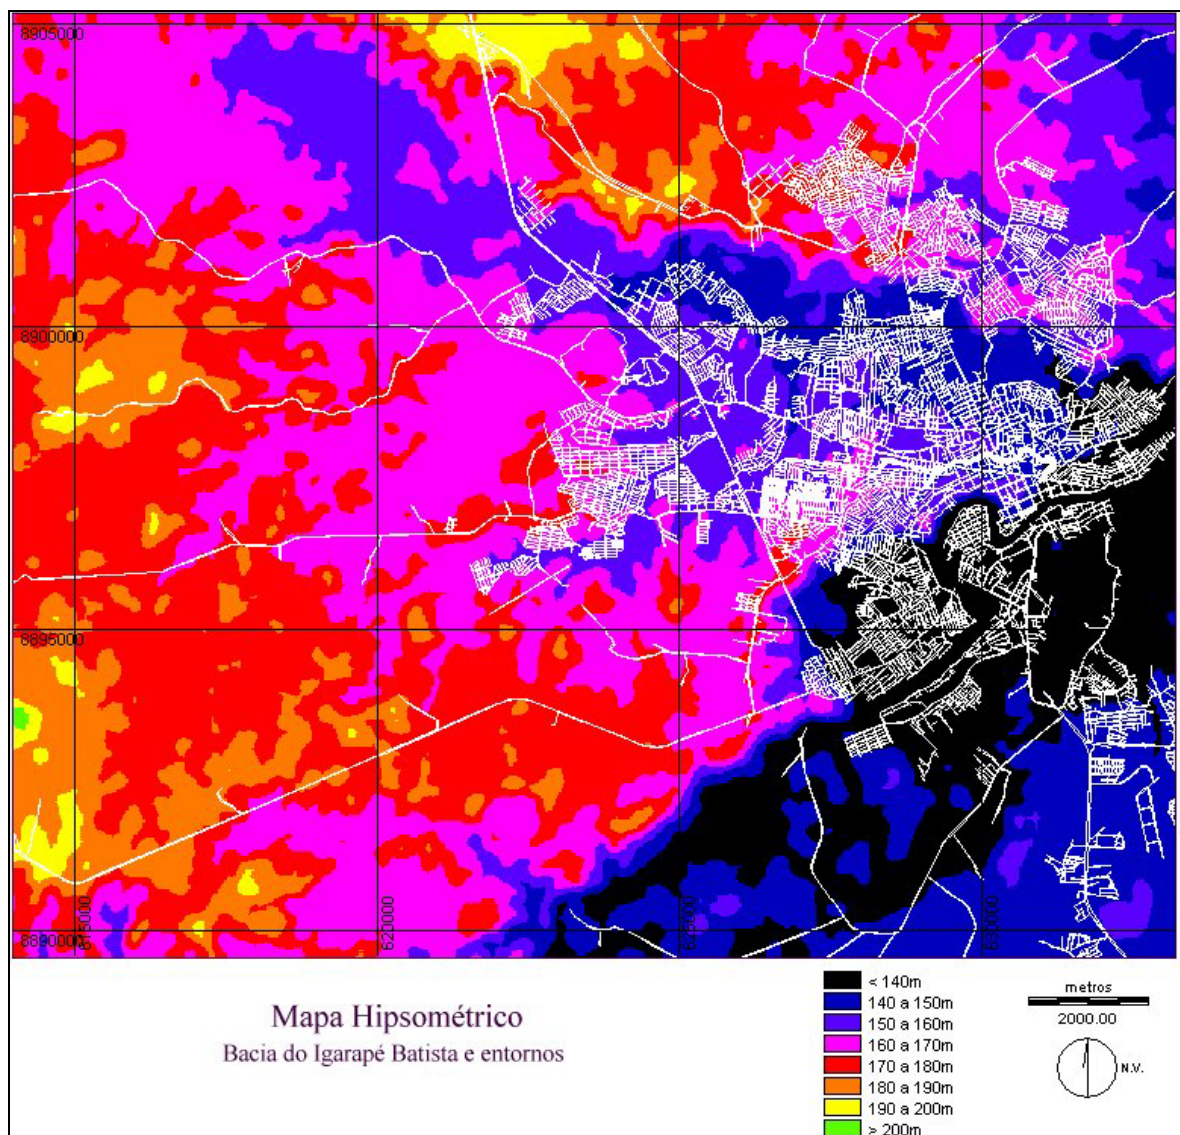 8905000
8900000
8895000
8890000
615000
620000
625000
630000
Mapa Hipsométrico
Bacia do Igarapé Batista e entornos
< 140m
140 a 150m
150 a 160m
160 a 170m
170 a 180m
180 a 190m
190 a 200m
> 200m
metros
2000.00
N.V.